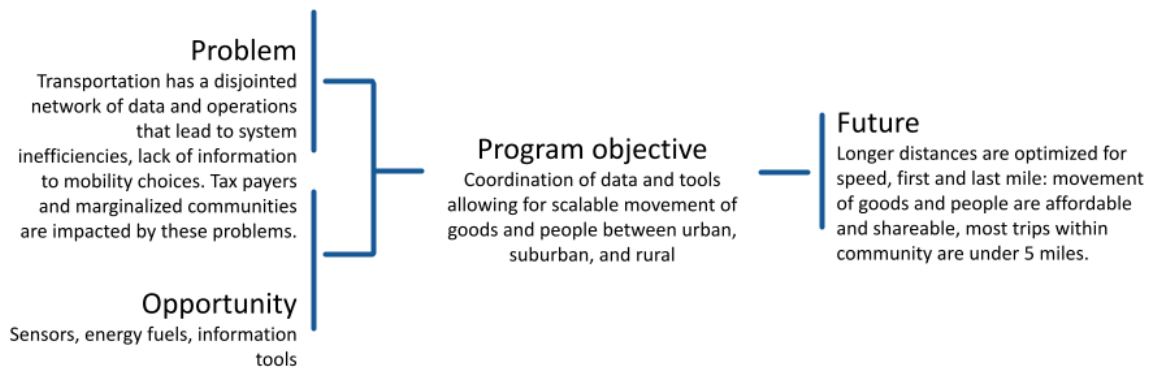 Problem
Transportation has a disjointed
network of data and operations
that lead to system
inefficiencies, lack of information
to mobility choices. Tax payers
and marginalized communities
are impacted by these problems.
Opportunity
Sensors, energy fuels, information
tools
Program objective
Coordination of data and tools
allowing for scalable movement of
goods and people between urban,
suburban, and rural
Future
Longer distances are optimized for
speed, first and last mile: movement
of goods and people are affordable
and shareable, most trips within
community are under 5 miles.